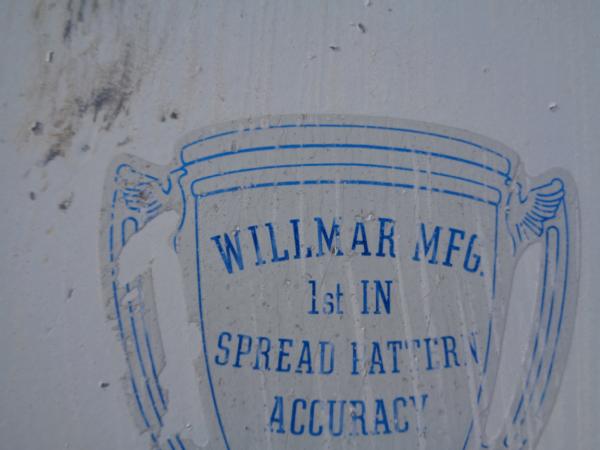 WILLMAR MFG.
1st IN
SPREAD PATTERN
ACCURACY